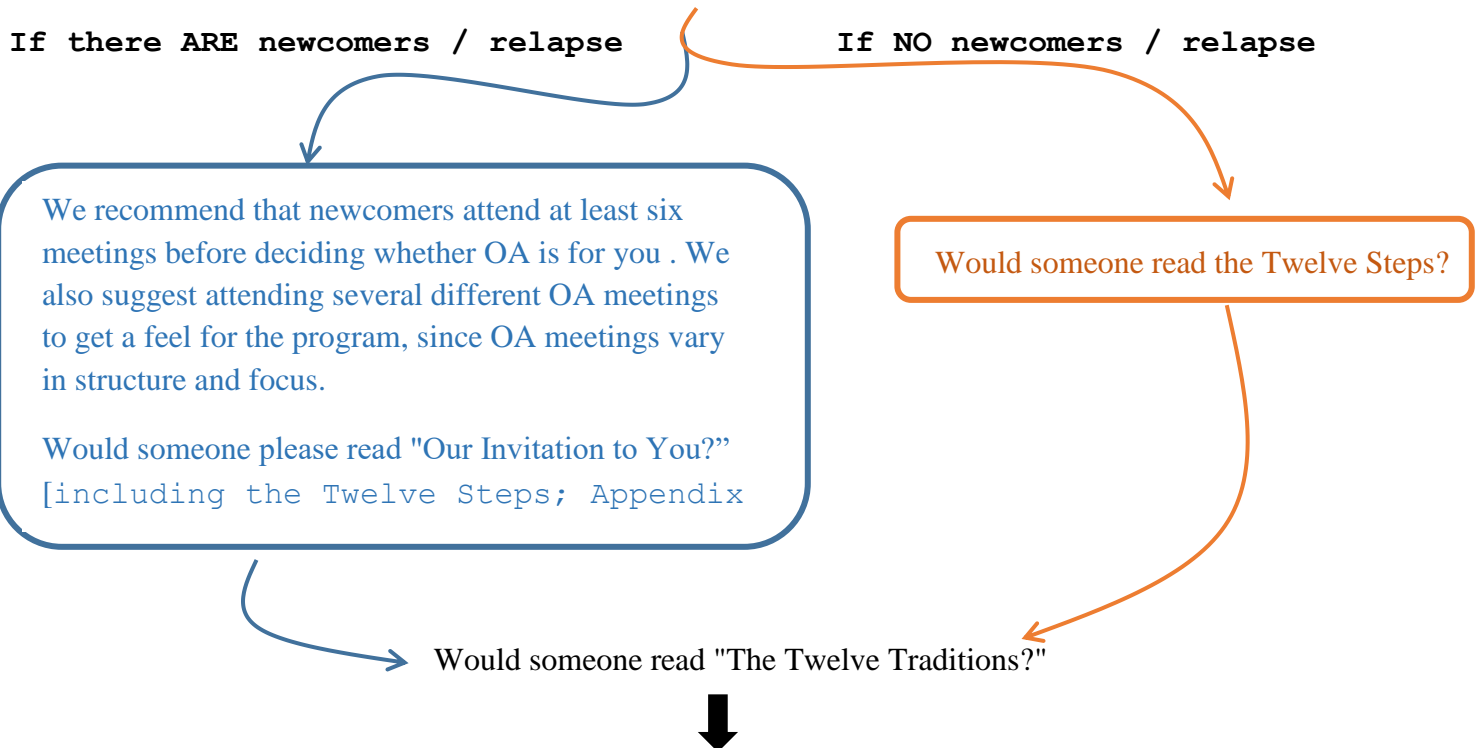 If there ARE newcomers / relapse
If NO newcomers / relapse
We recommend that newcomers attend at least six
meetings before deciding whether OA is for you . We
also suggest attending several different OA meetings
to get a feel for the program, since OA meetings vary
in structure and focus.
Would someone please read "Our Invitation to You?”
[including the Twelve Steps; Appendix
Would someone read the Twelve Steps?
Would someone read "The Twelve Traditions?"